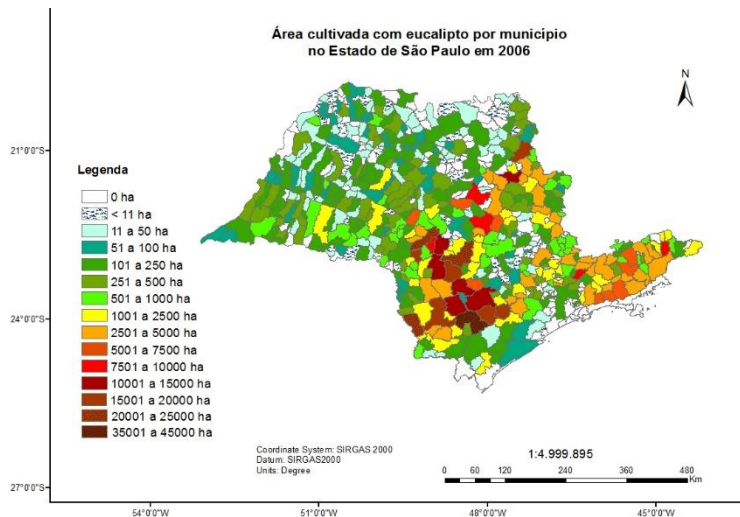 Área cultivada com eucalipto por município
no Estado de São Paulo em 2006
N
21°0'0"S
24°0'0"S
27°0'0"S
Legenda
0 ha
< 11 ha
11 a 50 ha
51 a 100 ha
101 a 250 ha
251 a 500 ha
501 a 1000 ha
1001 a 2500 ha
2501 a 5000 ha
5001 a 7500 ha
7501 a 10000 ha
10001 a 15000 ha
15001 a 20000 ha
20001 a 25000 ha
35001 a 45000 ha
Coordinate System: SIRGAS 2000
Datum: SIRGAS2000
Units: Degree
1:4.999.895
0 60 120 240 360 480
Km
54°0'0"W 51°0'0"W 48°0'0"W 45°0'0"W